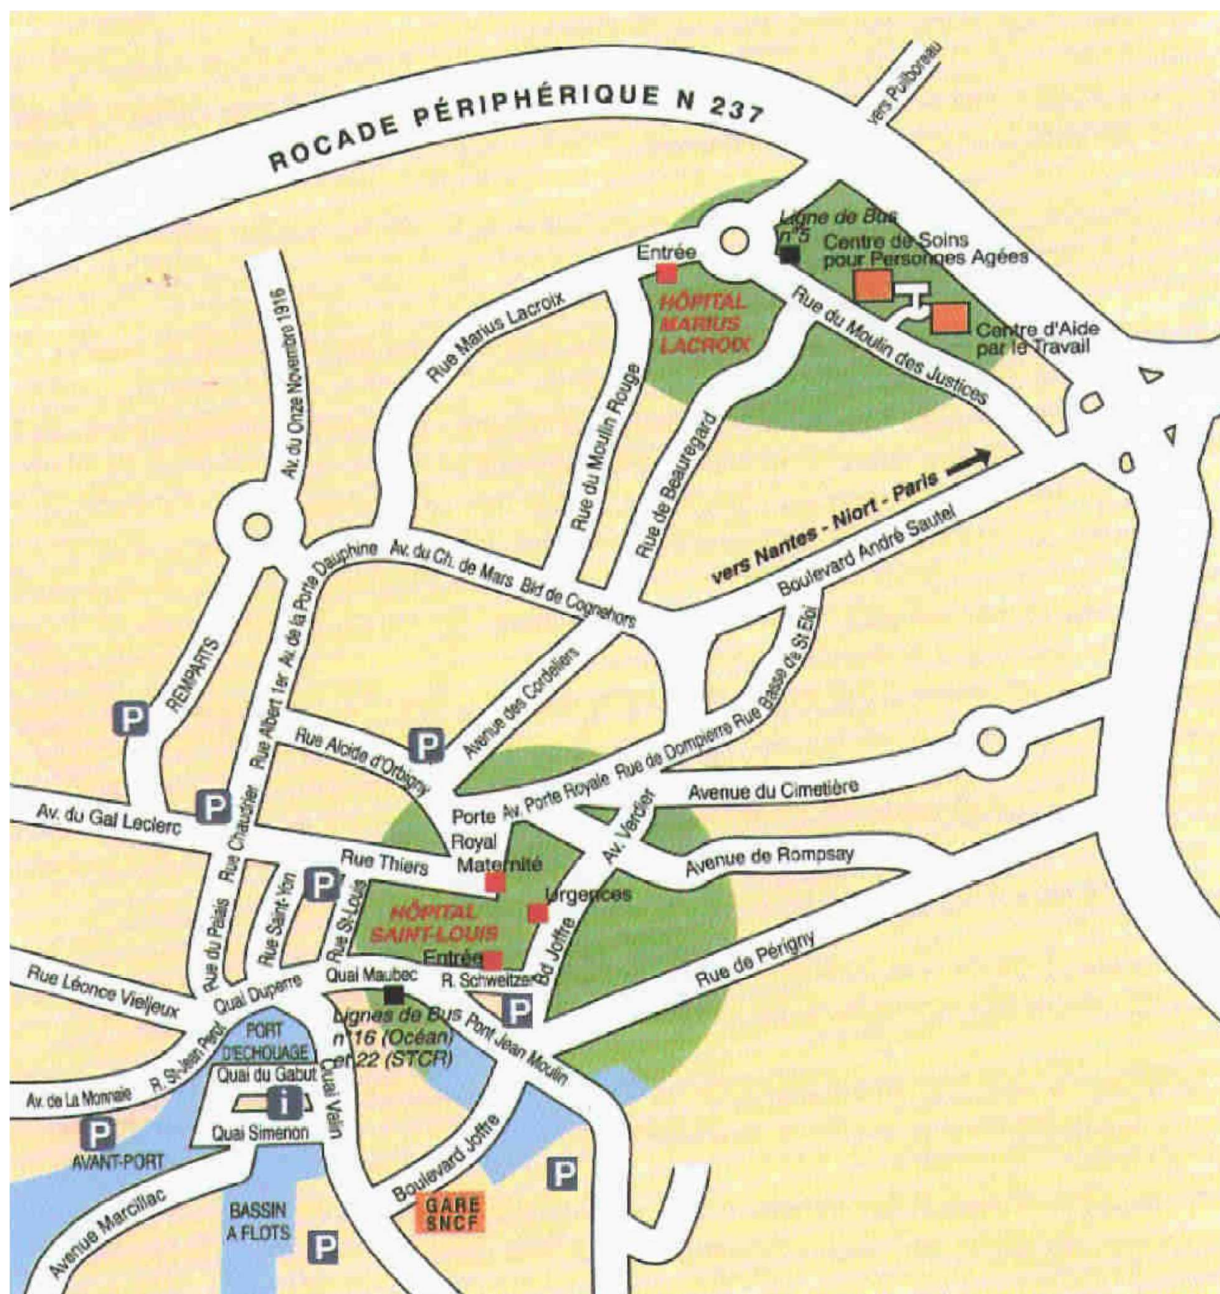 vers Puilboreau
ROCADE PÉRIPHÉRIQUE N 237
Ligne de Bus
n°5
Entrée
Centre de Soins
pour Personnes Agées
HÔPITAL
MARIUS
LACROIX
Centre d'Aide
par le Travail
Rue du Moulin des Justices
Rue Marius Lacroix
Av. du Onze Novembre 1916
Rue du Moulin Rouge
Rue de Beauregard
vers Nantes - Niort - Paris
Boulevard André Sautel
Av. de la Porte Dauphine
Av. du Ch. de Mars
Bld de Cognehors
REMPARTS
Rue Albert 1er
Avenue des Cordeliers
Rue Basse de St Eloi
P
P
Rue Alcide d'Orbigny
Rue de Dompierre
Av. Porte Royale
Avenue du Cimetière
P
Av. du Gal Leclerc
Rue Chaudrier
Porte
Royal
Av. Verdier
Rue Thiers
Maternité
Avenue de Rompsay
P
Urgences
Rue du Palais
Rue Saint-Yon
Rue St-Louis
HÔPITAL
SAINT-LOUIS
Entrée
Bd Joffre
Rue de Périgny
Rue Léonce Vieljeux
Quai Duperre
Quai Maubec
R. Schweitzer
P
Lignes de Bus
n°16 (Océan)
et 22 (STCR)
Pont Jean Moulin
PORT
D'ECHOUAGE
R. St-Jean Perot
Av. de La Monnaie
Quai du Gabut
Quai Valin
i
Quai Simenon
P
AVANT-PORT
Boulevard Joffre
P
Avenue Marcillac
BASSIN
A FLOTS
GARE
SNCF
P